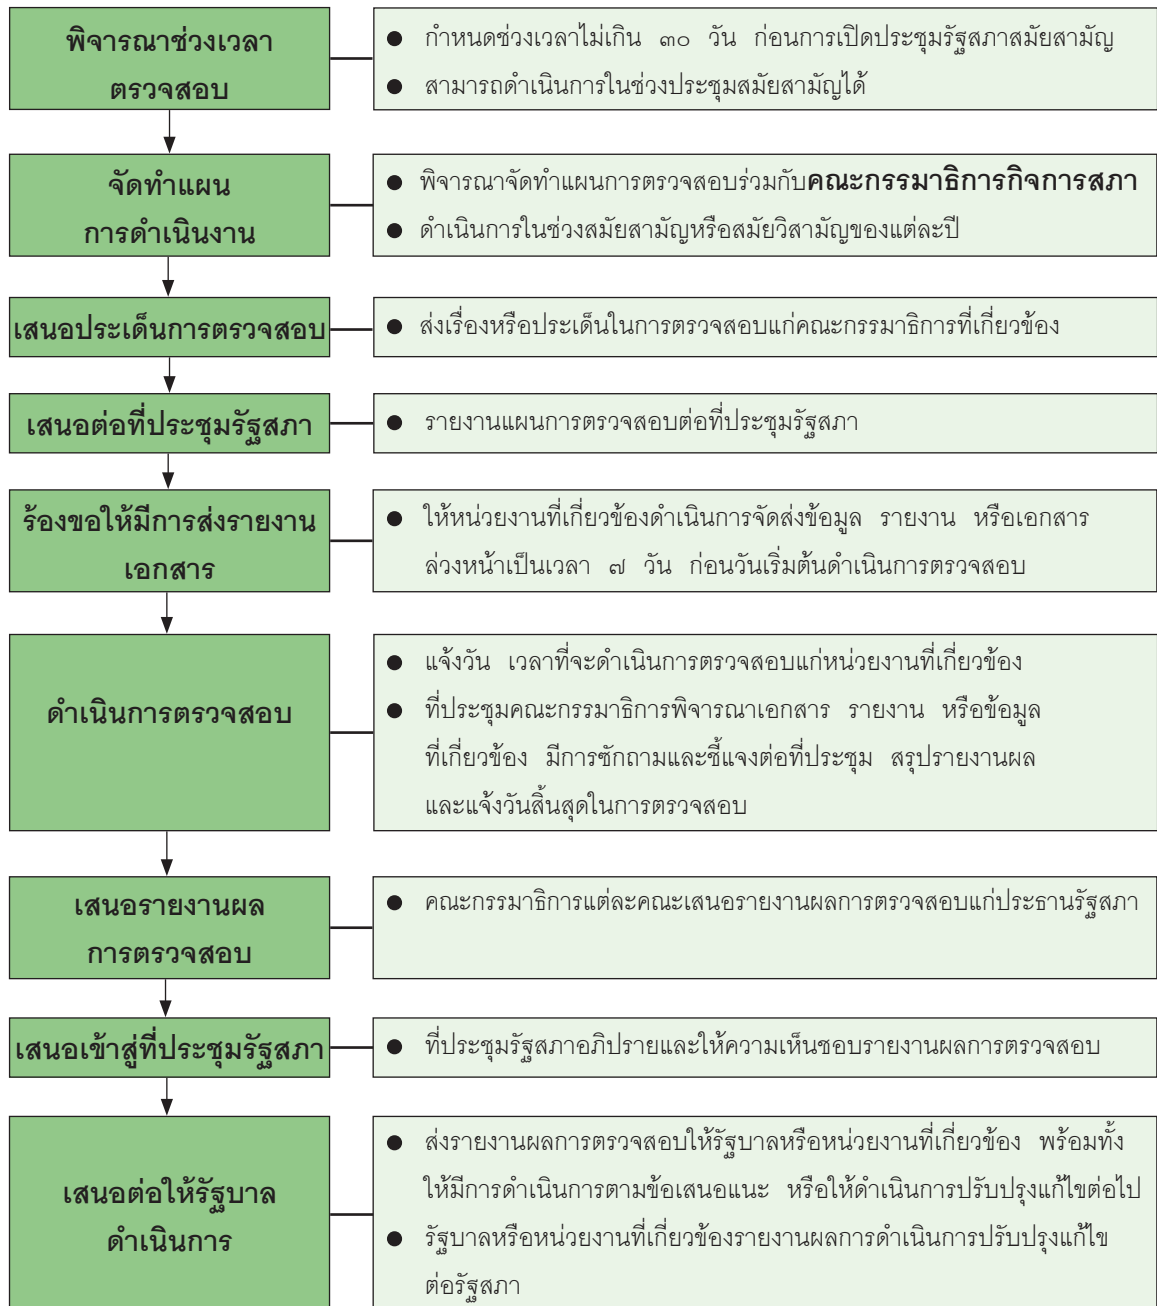 พิจารณาช่วงเวลา
ตรวจสอบ
● กำหนดช่วงเวลาไม่เกิน ๓๐ วัน ก่อนการเปิดประชุมรัฐสภาสมัยสามัญ
● สามารถดำเนินการในช่วงประชุมสมัยสามัญได้
จัดทำแผน
การดำเนินงาน
● พิจารณาจัดทำแผนการตรวจสอบร่วมกับคณะกรรมาธิการกิจการสภา
● ดำเนินการในช่วงสมัยสามัญหรือสมัยวิสามัญของแต่ละปี
เสนอประเด็นการตรวจสอบ
● ส่งเรื่องหรือประเด็นในการตรวจสอบแก่คณะกรรมาธิการที่เกี่ยวข้อง
เสนอต่อที่ประชุมรัฐสภา
● รายงานแผนการตรวจสอบต่อที่ประชุมรัฐสภา
ร้องขอให้มีการส่งรายงาน
เอกสาร
● ให้หน่วยงานที่เกี่ยวข้องดำเนินการจัดส่งข้อมูล รายงาน หรือเอกสาร
ล่วงหน้าเป็นเวลา ๗ วัน ก่อนวันเริ่มต้นดำเนินการตรวจสอบ
ดำเนินการตรวจสอบ
● แจ้งวัน เวลาที่จะดำเนินการตรวจสอบแก่หน่วยงานที่เกี่ยวข้อง
● ที่ประชุมคณะกรรมาธิการพิจารณาเอกสาร รายงาน หรือข้อมูล
ที่เกี่ยวข้อง มีการซักถามและชี้แจงต่อที่ประชุม สรุปรายงานผล
และแจ้งวันสิ้นสุดในการตรวจสอบ
เสนอรายงานผล
การตรวจสอบ
● คณะกรรมาธิการแต่ละคณะเสนอรายงานผลการตรวจสอบแก่ประธานรัฐสภา
เสนอเข้าสู่ที่ประชุมรัฐสภา
● ที่ประชุมรัฐสภาอภิปรายและให้ความเห็นชอบรายงานผลการตรวจสอบ
เสนอต่อให้รัฐบาล
ดำเนินการ
● ส่งรายงานผลการตรวจสอบให้รัฐบาลหรือหน่วยงานที่เกี่ยวข้อง พร้อมทั้ง
ให้มีการดำเนินการตามข้อเสนอแนะ หรือให้ดำเนินการปรับปรุงแก้ไขต่อไป
● รัฐบาลหรือหน่วยงานที่เกี่ยวข้องรายงานผลการดำเนินการปรับปรุงแก้ไข
ต่อรัฐสภา